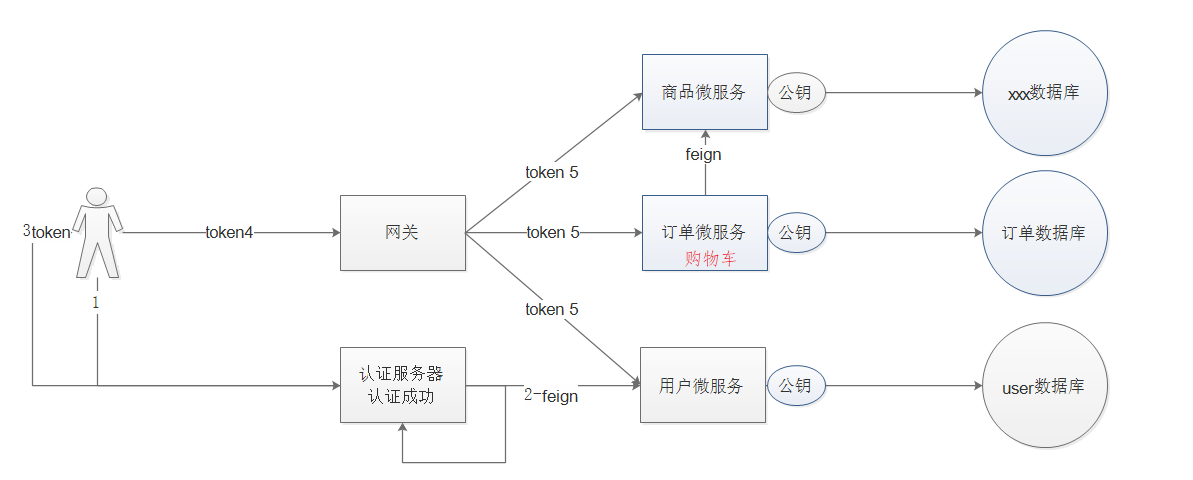 商品微服务
公钥
xxx数据库
feign
token 5
3token
token4
网关
token 5
订单微服务
购物车
公钥
订单数据库
1
token 5
认证服务器
认证成功
2-feign
用户微服务
公钥
user数据库